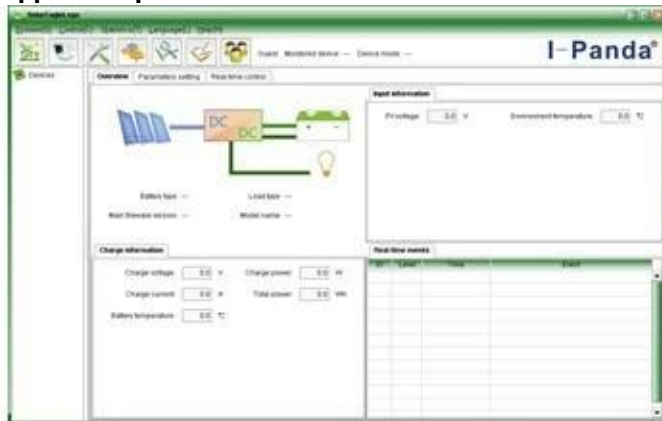 SolarEagleLogo
I-Panda
Guest Monitored device -- Device mode --
Devices
Overview Parameters setting Real-time control
DC
DC
+ -
Battery type --
Load type --
Main firmware version --
Model name --
Input information
PV voltage 0.0 V
Environment temperature 0.0 ℃
Charge information
Charge voltage 0.0 V
Charge power 0.0 W
Charge current 0.0 A
Total power 0.0 Wh
Battery temperature 0.0 ℃
Real-time events
ID Level Time Event